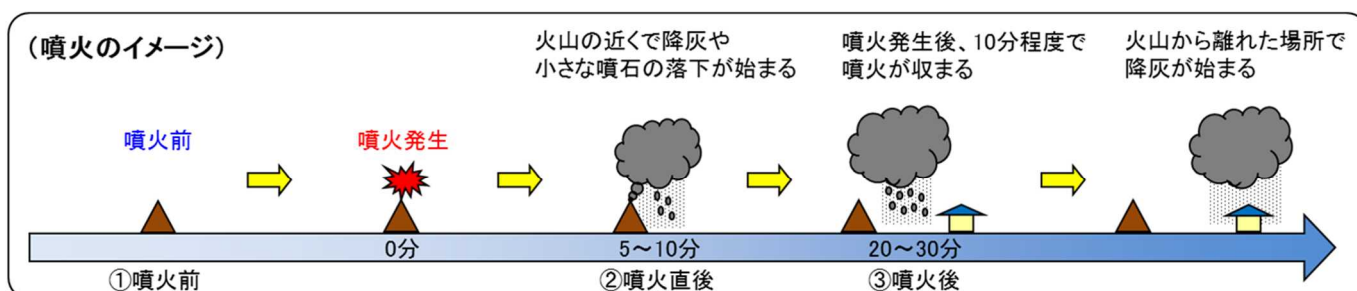 (噴火のイメージ)
火山の近くで降灰や
小さな噴石の落下が始まる
噴火発生後、10分程度で
噴火が収まる
火山から離れた場所で
降灰が始まる
噴火前
噴火発生
0分
5～10分
20～30分
①噴火前
②噴火直後
③噴火後